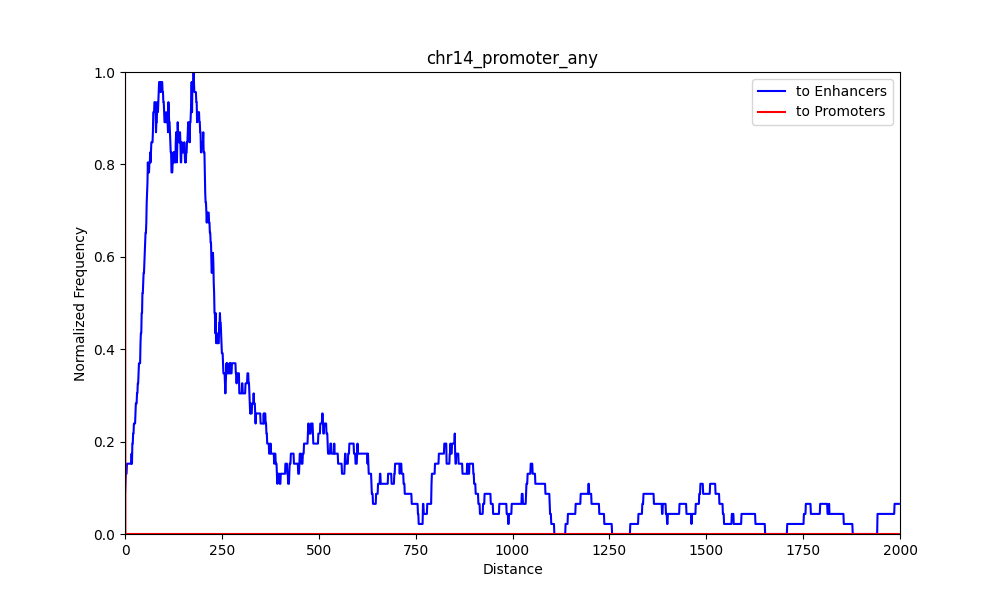 chr14_promoter_any
to Enhancers
to Promoters
1.0
0.8
0.6
0.4
0.2
0.0
Normalized Frequency
0 250 500 750 1000 1250 1500 1750 2000
Distance